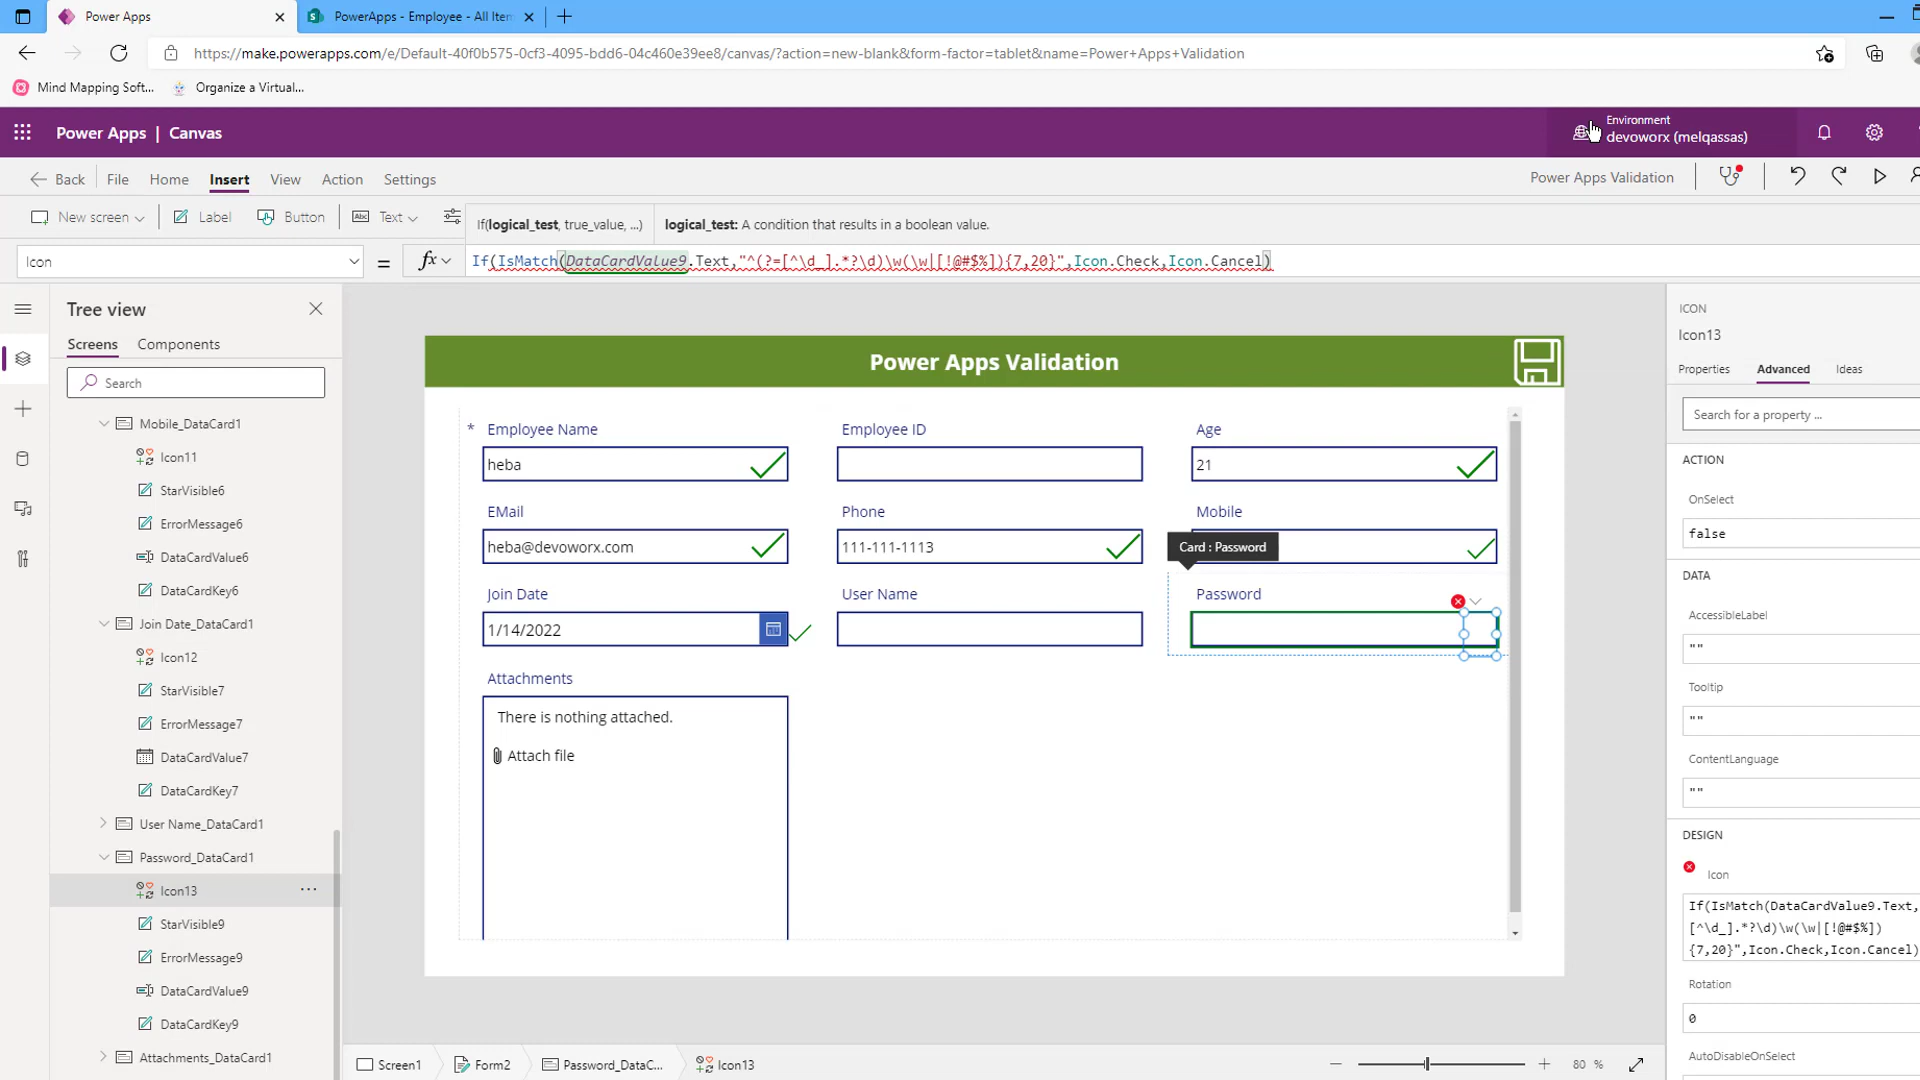 Power Apps
PowerApps - Employee - All Item
https://make.powerapps.com/e/Default-40f0b575-0cf3-4095-bdd6-04c460e39ee8/canvas/?action=new-blank&form-factor=tablet&name=Power+Apps+Validation
Mind Mapping Soft...
Organize a Virtual...
Power Apps | Canvas
Environment
devoworx (melqassas)
Back
File
Home
Insert
View
Action
Settings
Power Apps Validation
New screen
Label
Button
Abc
Text
If(logical_test, true_value, ...)
logical_test: A condition that results in a boolean value.
Icon
=
fx
If(IsMatch(DataCardValue9.Text,"^(?=[^\d_].*?\d)\w(\w|[!@#$%]){7,20}",Icon.Check,Icon.Cancel)
Tree view
Screens
Components
Search
Mobile_DataCard1
Icon11
StarVisible6
ErrorMessage6
DataCardValue6
DataCardKey6
Join Date_DataCard1
Icon12
StarVisible7
ErrorMessage7
DataCardValue7
DataCardKey7
User Name_DataCard1
Password_DataCard1
Icon13
StarVisible9
ErrorMessage9
DataCardValue9
DataCardKey9
Attachments_DataCard1
Power Apps Validation
* Employee Name
heba
Employee ID
Age
21
EMail
heba@devoworx.com
Phone
111-111-1113
Mobile
Card : Password
Join Date
1/14/2022
User Name
Password
Attachments
There is nothing attached.
Attach file
ICON
Icon13
Properties
Advanced
Ideas
Search for a property ...
ACTION
OnSelect
false
DATA
AccessibleLabel
""
Tooltip
""
ContentLanguage
""
DESIGN
Icon
If(IsMatch(DataCardValue9.Text,
[^\d_].*?\d)\w(\w|[!@#$%])
{7,20}",Icon.Check,Icon.Cancel)
Rotation
0
AutoDisableOnSelect
Screen1
Form2
Password_DataC...
Icon13
80 %